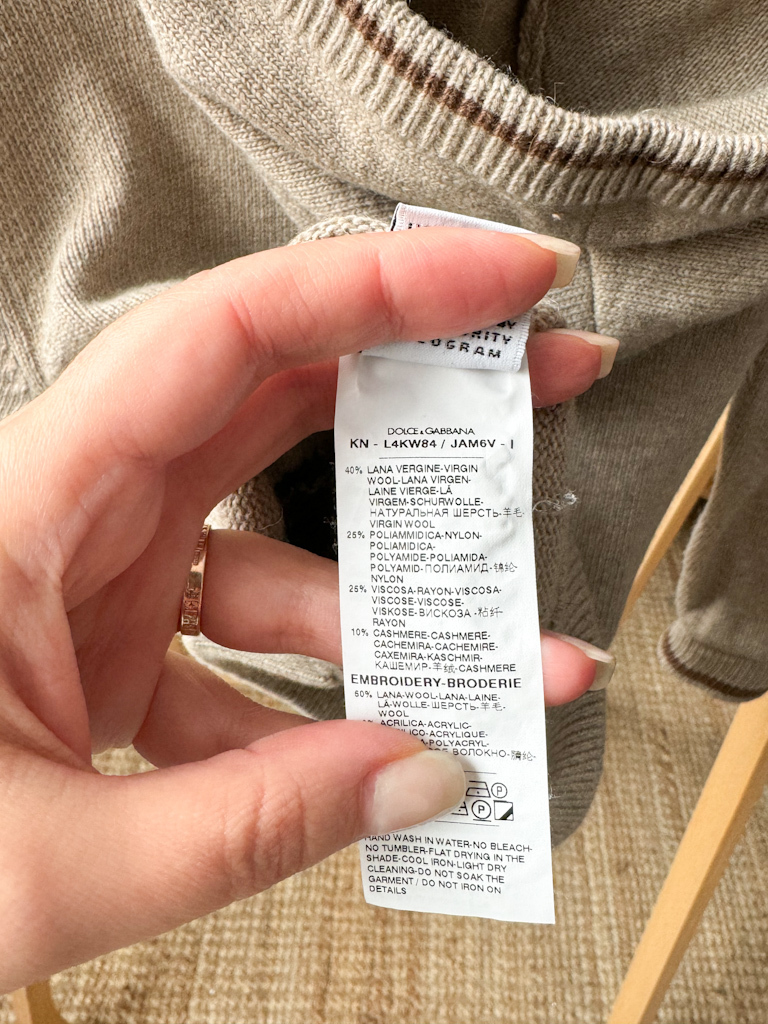 OGRAM
DOLCE & GABBANA
KN - L4KW84 / JAM6V - I
40% LANA VERGINE-VIRGIN
WOOL-LANA VIRGEN-
LAINE VIERGE-LÃ
VIRGEM-SCHURWOLLE-
НАТУРАЛЬНАЯ ШЕРСТЬ-羊毛-
VIRGIN WOOL
25% POLIAMMIDICA-NYLON-
POLIAMIDICA-
POLYAMIDE-POLIAMIDA-
POLYAMID-ПОЛИАМИД-锦纶-
NYLON
25% VISCOSA-RAYON-VISCOSA-
VISCOSE-VISCOSE-
VISKOSE-ВИСКОЗА-粘纤-
RAYON
10% CASHMERE-CASHMERE-
CACHEMIRA-CACHEMIRE-
CAXEMIRA-KASCHMIR-
КАШЕМИР-羊绒-CASHMERE
EMBROIDERY-BRODERIE
60% LANA-WOOL-LANA-LAINE-
LÃ-WOLLE-ШЕРСТЬ-羊毛-
WOOL
ACRILICA-ACRYLIC-
-ACRYLIQUE-
A-POLYACRYL-
ВОЛОКНО-
P
P
HAND WASH IN WATER-NO BLEACH-
NO TUMBLER-FLAT DRYING IN THE
SHADE-COOL IRON-LIGHT DRY
CLEANING-DO NOT SOAK THE
GARMENT / DO NOT IRON ON
DETAILS